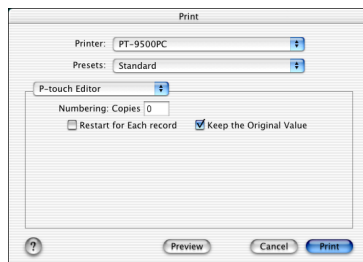 Print
Printer: PT-9500PC
Presets: Standard
P-touch Editor
Numbering: Copies 0
Restart for Each record Keep the Original Value
? Preview Cancel Print